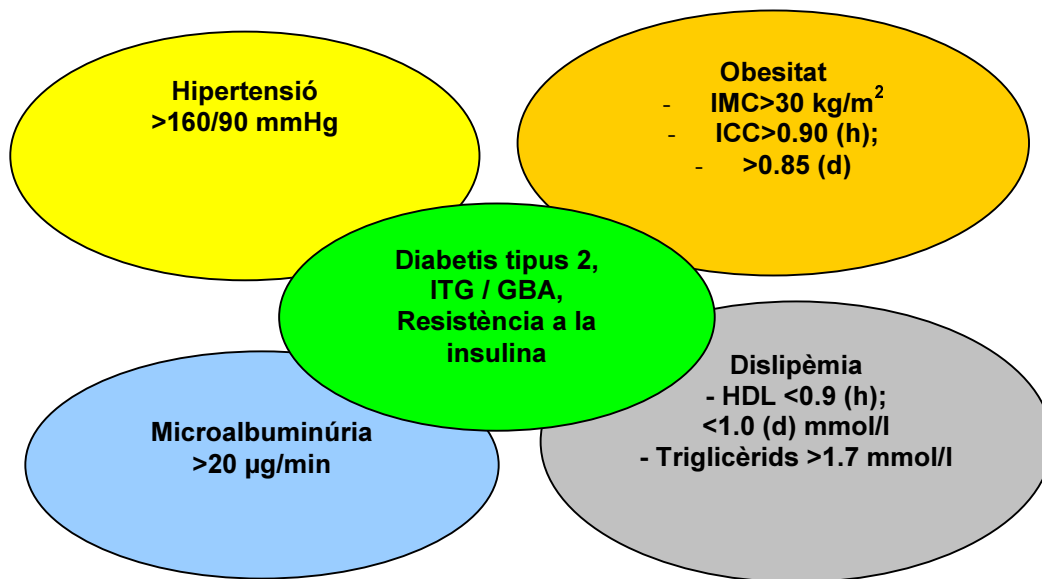 Hipertensió
>160/90 mmHg
Obesitat
- IMC>30 kg/m²
- ICC>0.90 (h);
- >0.85 (d)
Diabetis tipus 2,
ITG / GBA,
Resistència a la
insulina
Microalbuminúria
>20 µg/min
Dislipèmia
- HDL <0.9 (h);
<1.0 (d) mmol/l
- Triglicèrids >1.7 mmol/l